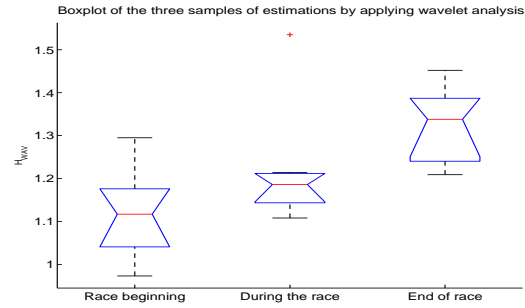 Boxplot of the three samples of estimations by applying wavelet analysis
1.5
1.4
1.3
1.2
1.1
1
H_WAV
Race beginning During the race End of race